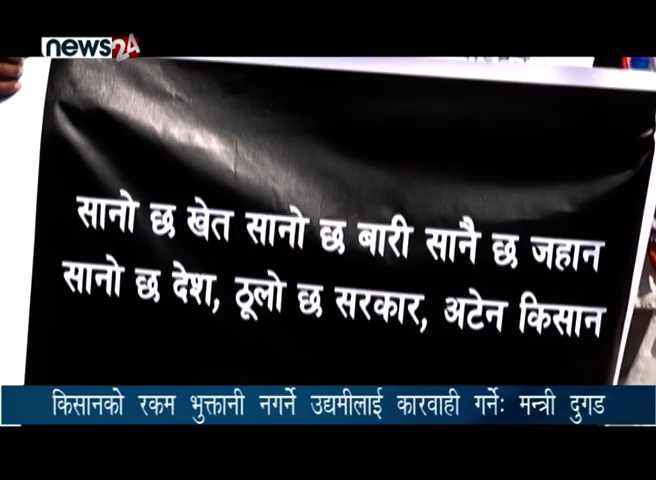 news24
सानो छ खेत सानो छ बारी सानै छ जहान
सानो छ देश, ठूलो छ सरकार, अटेन किसान
किसानको रकम भुक्तानी नगर्ने उद्यमीलाई कारवाही गर्नेः मन्त्री दुगड